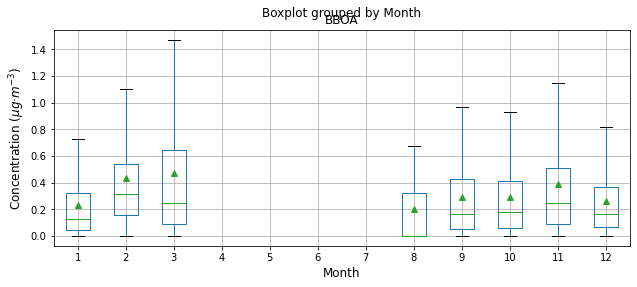 Boxplot grouped by Month
BBOA
Concentration (μg·m⁻³)
1.4
1.2
1.0
0.8
0.6
0.4
0.2
0.0
1 2 3 4 5 6 7 8 9 10 11 12
Month